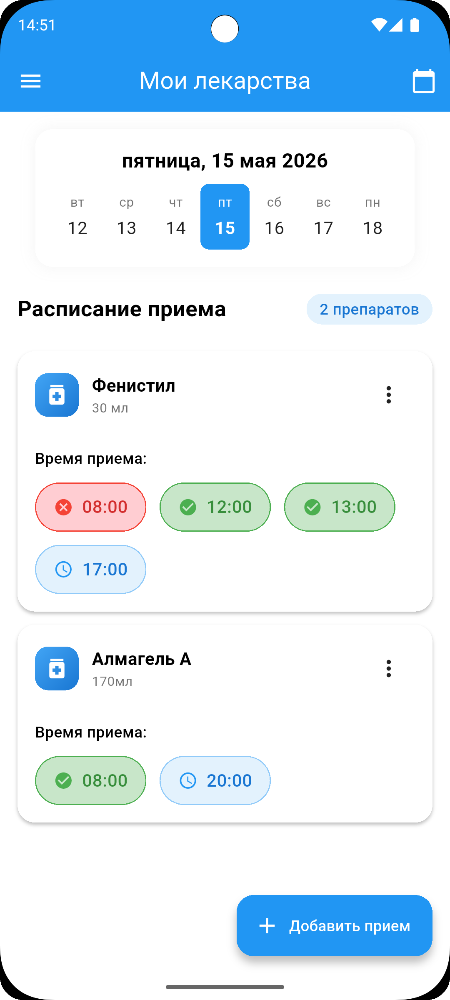 14:51
Мои лекарства
пятница, 15 мая 2026
вт ср чт пт сб вс пн
12 13 14 15 16 17 18
Расписание приема
2 препаратов
Фенистил
30 мл
Время приема:
08:00 12:00 13:00
17:00
Алмагель А
170мл
Время приема:
08:00 20:00
Добавить прием